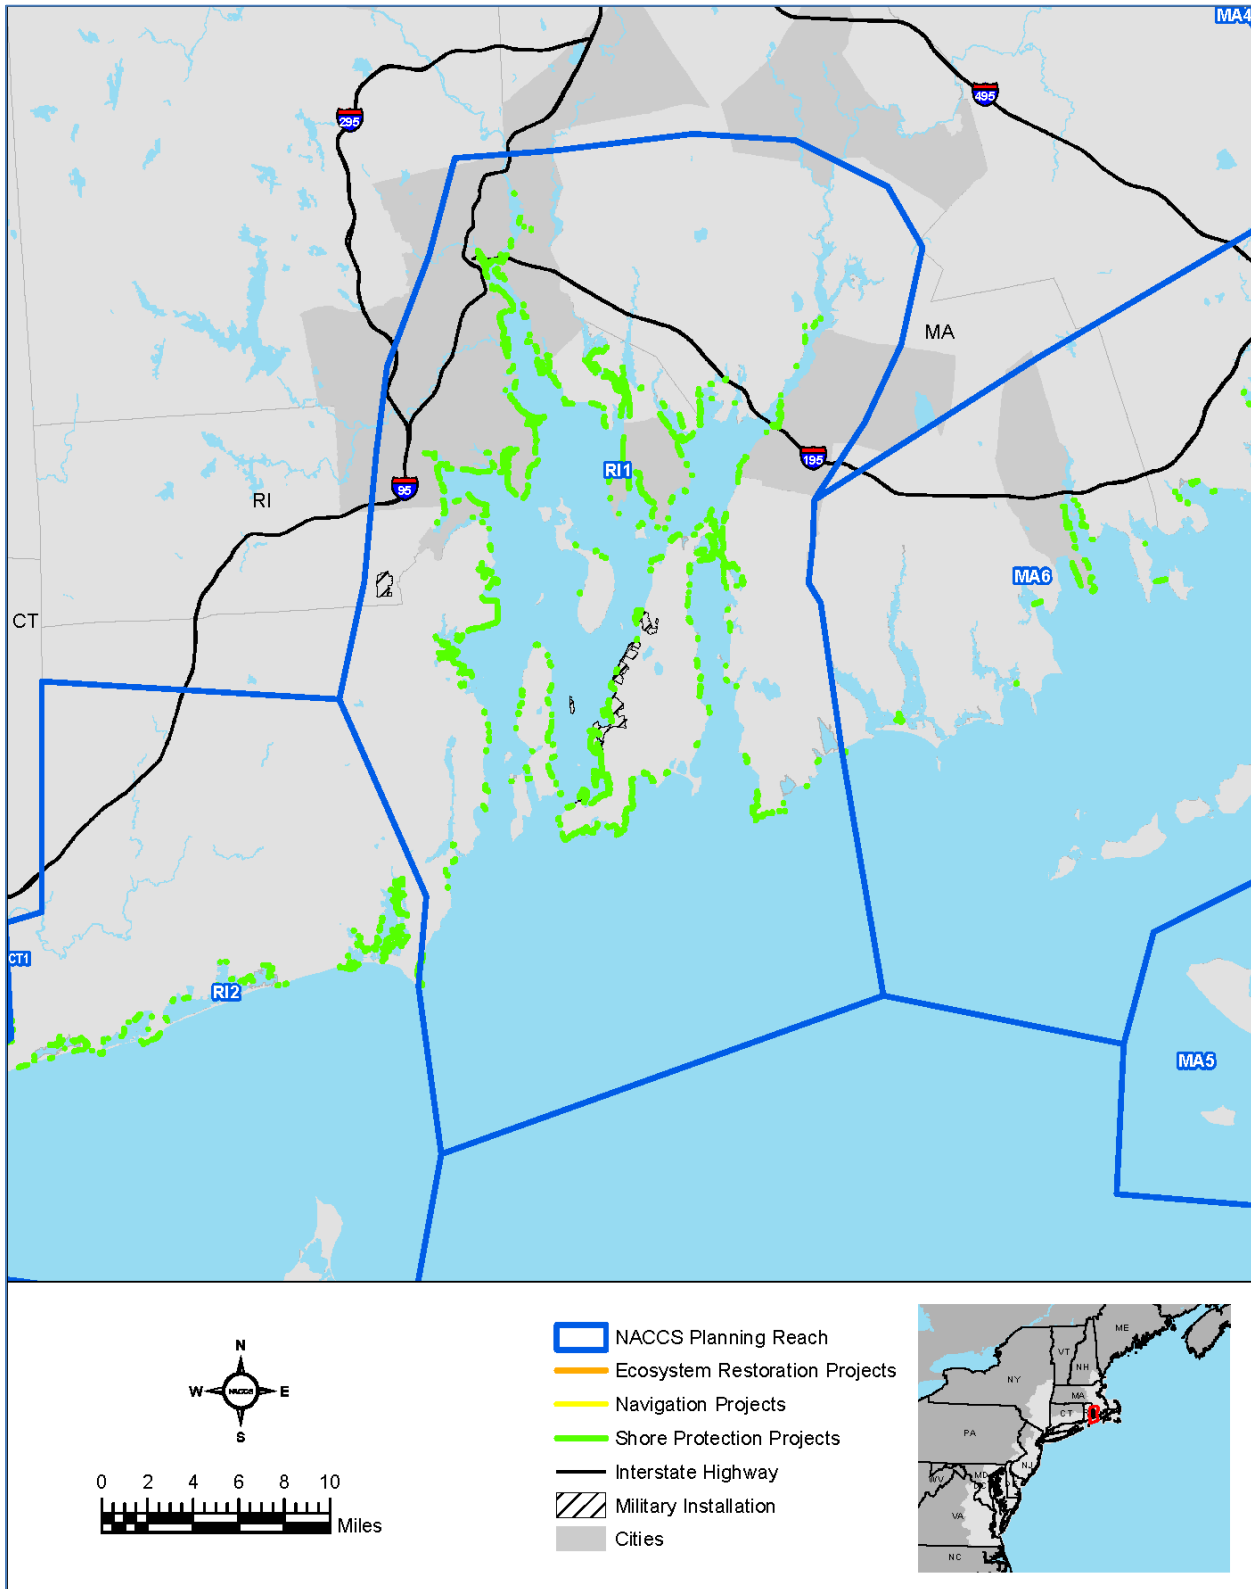 MA4
495
295
MA
RI1
195
95
RI
MA6
CT
CT1
RI2
MA5
N
W NACCS E
S
0 2 4 6 8 10
Miles
NACCS Planning Reach
Ecosystem Restoration Projects
Navigation Projects
Shore Protection Projects
Interstate Highway
Military Installation
Cities
ME
VT
NH
NY
MA
CT
PA
NJ
MD
WV
VA
NC